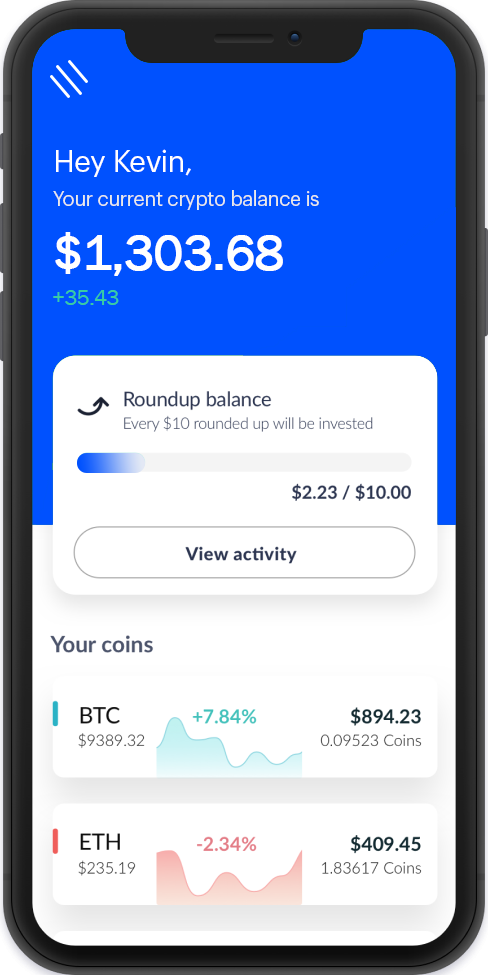 Hey Kevin,
Your current crypto balance is
$1,303.68
+35.43
Roundup balance
Every $10 rounded up will be invested
$2.23 / $10.00
View activity
Your coins
BTC +7.84% $894.23
$9389.32 0.09523 Coins
ETH -2.34% $409.45
$235.19 1.83617 Coins